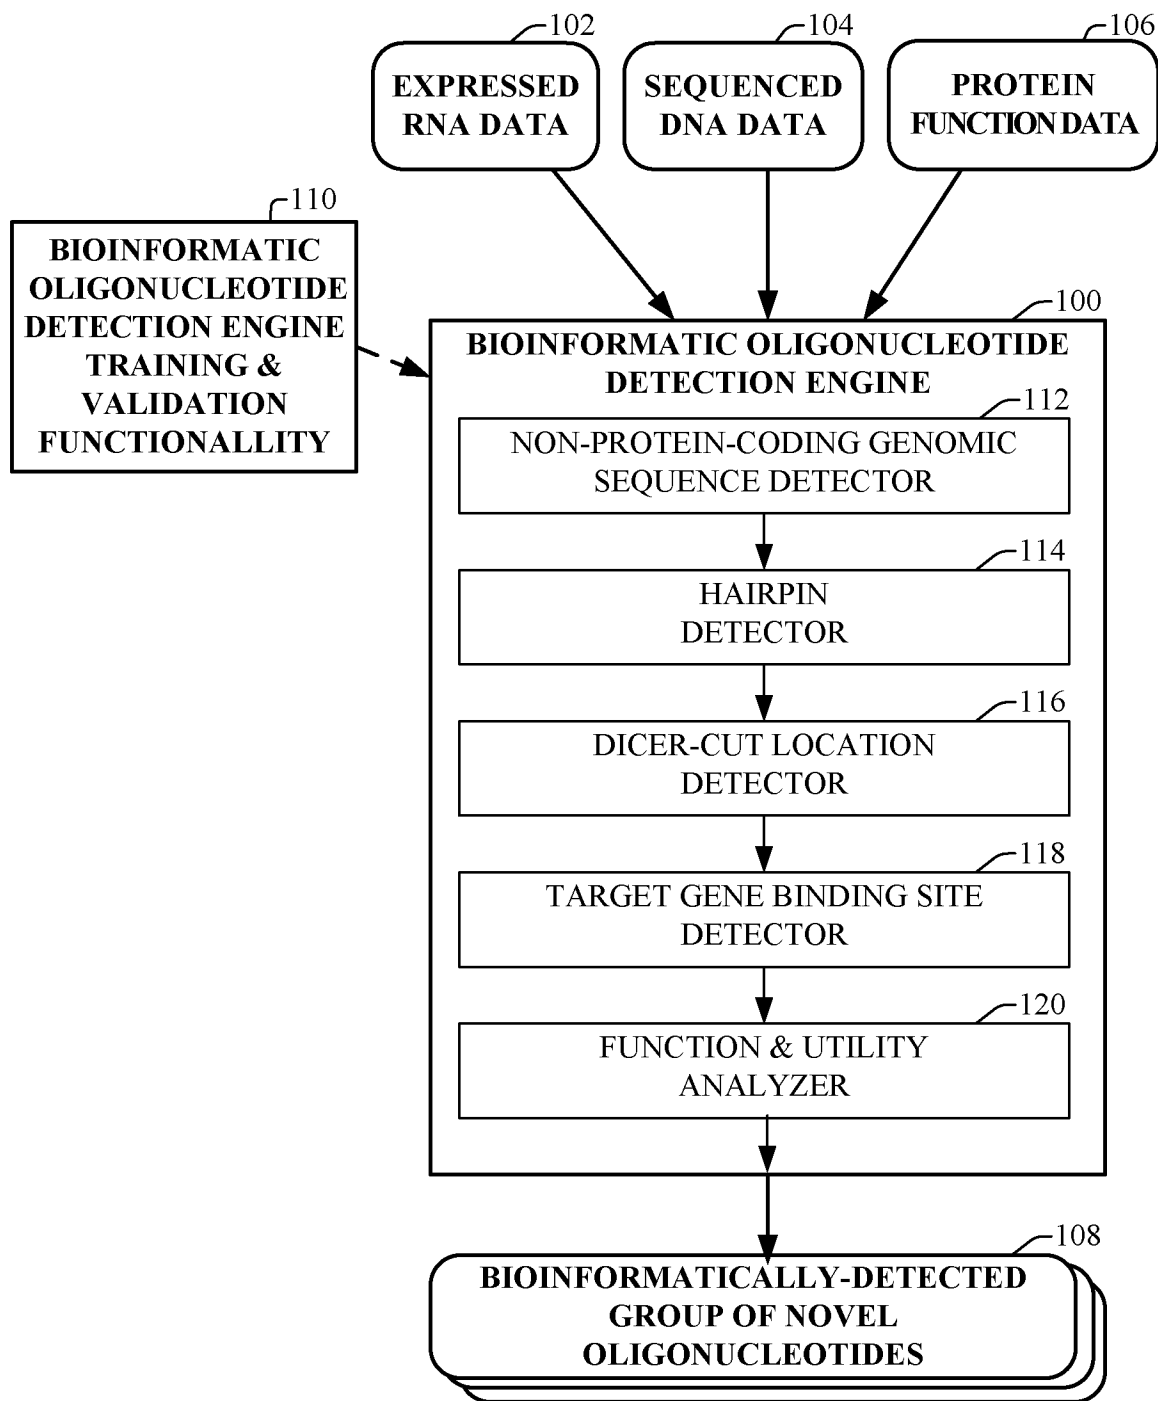 102
EXPRESSED
RNA DATA
104
SEQUENCED
DNA DATA
106
PROTEIN
FUNCTION DATA
110
BIOINFORMATIC
OLIGONUCLEOTIDE
DETECTION ENGINE
TRAINING &
VALIDATION
FUNCTIONALLITY
100
BIOINFORMATIC OLIGONUCLEOTIDE
DETECTION ENGINE
112
NON-PROTEIN-CODING GENOMIC
SEQUENCE DETECTOR
114
HAIRPIN
DETECTOR
116
DICER-CUT LOCATION
DETECTOR
118
TARGET GENE BINDING SITE
DETECTOR
120
FUNCTION & UTILITY
ANALYZER
108
BIOINFORMATICALLY-DETECTED
GROUP OF NOVEL
OLIGONUCLEOTIDES